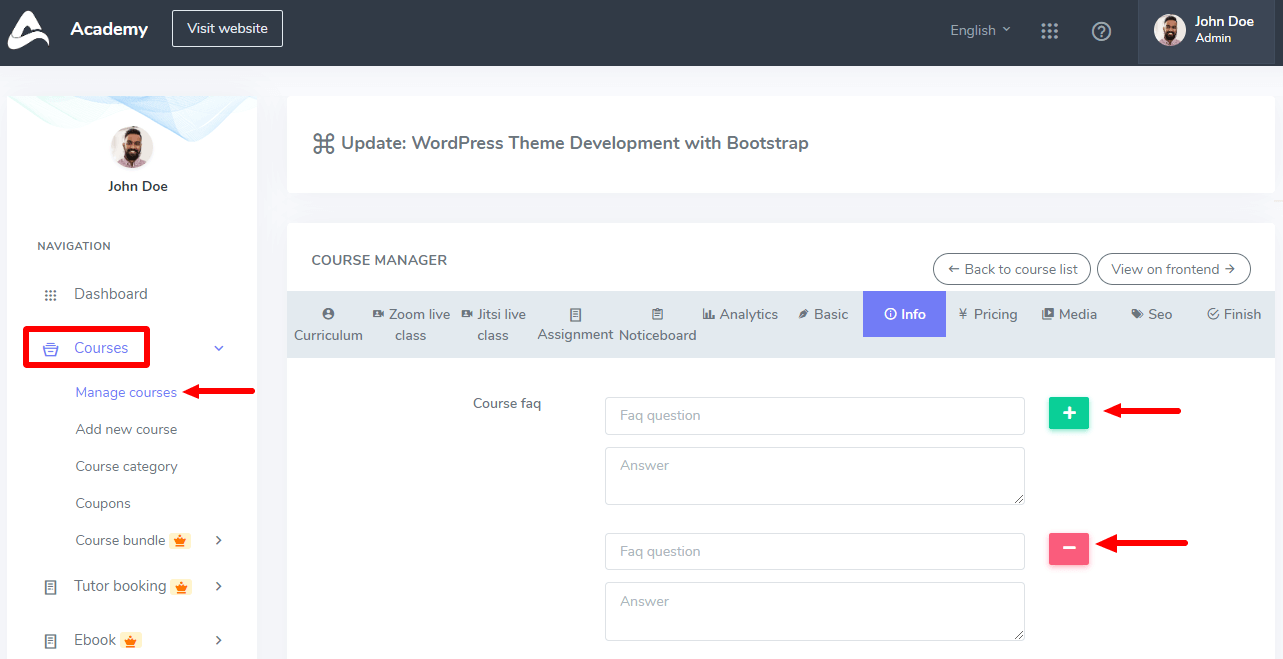 Academy
Visit website
English
John Doe
Admin
John Doe
NAVIGATION
Dashboard
Courses
Manage courses
Add new course
Course category
Coupons
Course bundle
Tutor booking
Ebook
Update: WordPress Theme Development with Bootstrap
COURSE MANAGER
← Back to course list
View on frontend →
Curriculum
Zoom live
class
Jitsi live
class
Assignment
Noticeboard
Analytics
Basic
Info
¥ Pricing
Media
Seo
Finish
Course faq
Faq question
Answer
Faq question
Answer